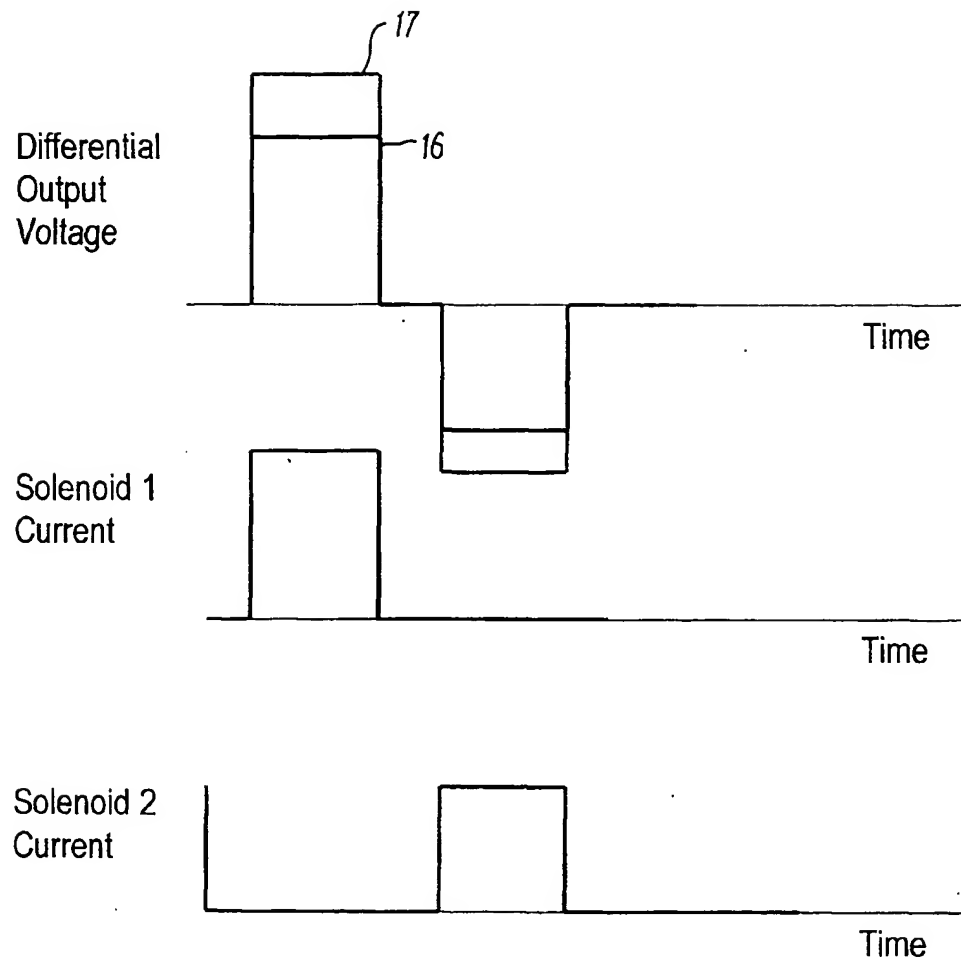 17
16
Differential
Output
Voltage
Time
Solenoid 1
Current
Time
Solenoid 2
Current
Time